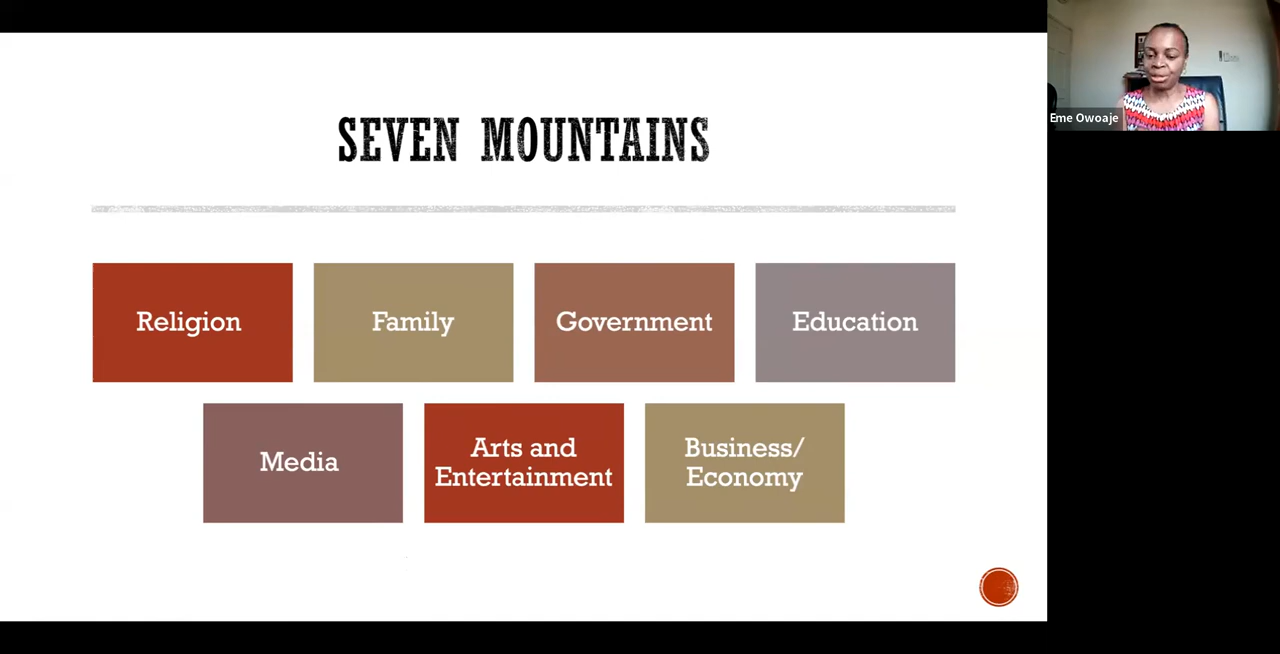 SEVEN MOUNTAINS
Religion
Family
Government
Education
Media
Arts and
Entertainment
Business/
Economy
Eme Owoaje